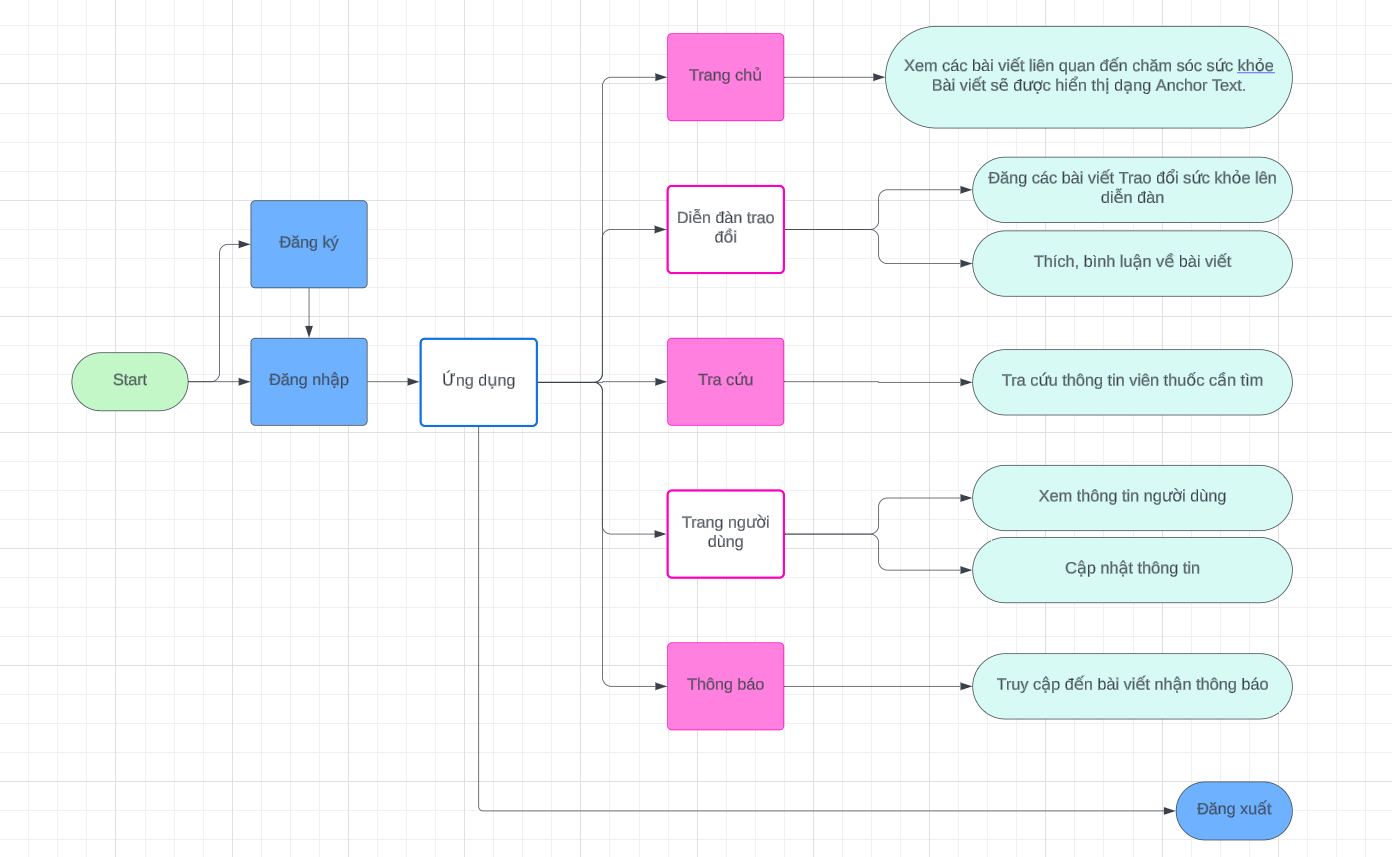 Trang chủ
Xem các bài viết liên quan đến chăm sóc sức khỏe
Bài viết sẽ được hiển thị dạng Anchor Text.
Đăng ký
Diễn đàn trao
đồi
Đăng các bài viết Trao đổi sức khỏe lên
diễn đàn
Thích, bình luận về bài viết
Start
Đăng nhập
Ứng dụng
Tra cứu
Tra cứu thông tin viên thuốc cần tìm
Trang người
dùng
Xem thông tin người dùng
Cập nhật thông tin
Thông báo
Truy cập đến bài viết nhận thông báo
Đăng xuất